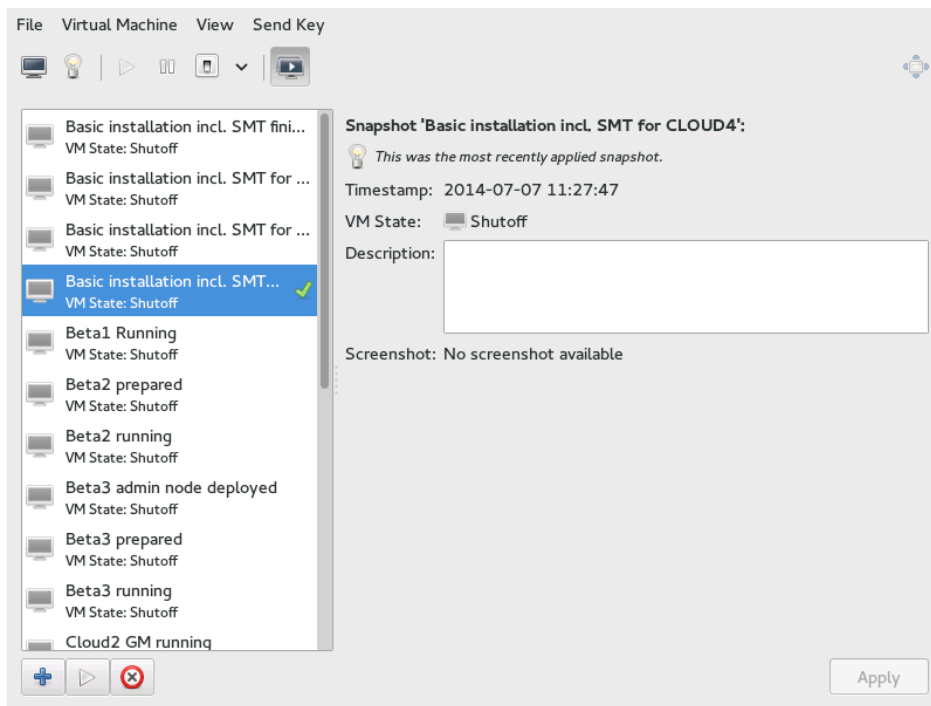 File Virtual Machine View Send Key
Basic installation incl. SMT fini...
VM State: Shutoff
Basic installation incl. SMT for ...
VM State: Shutoff
Basic installation incl. SMT for ...
VM State: Shutoff
Basic installation incl. SMT...
VM State: Shutoff
Beta1 Running
VM State: Shutoff
Beta2 prepared
VM State: Shutoff
Beta2 running
VM State: Shutoff
Beta3 admin node deployed
VM State: Shutoff
Beta3 prepared
VM State: Shutoff
Beta3 running
VM State: Shutoff
Cloud2 GM running
Snapshot 'Basic installation incl. SMT for CLOUD4':
This was the most recently applied snapshot.
Timestamp: 2014-07-07 11:27:47
VM State: Shutoff
Description:
Screenshot: No screenshot available
Apply